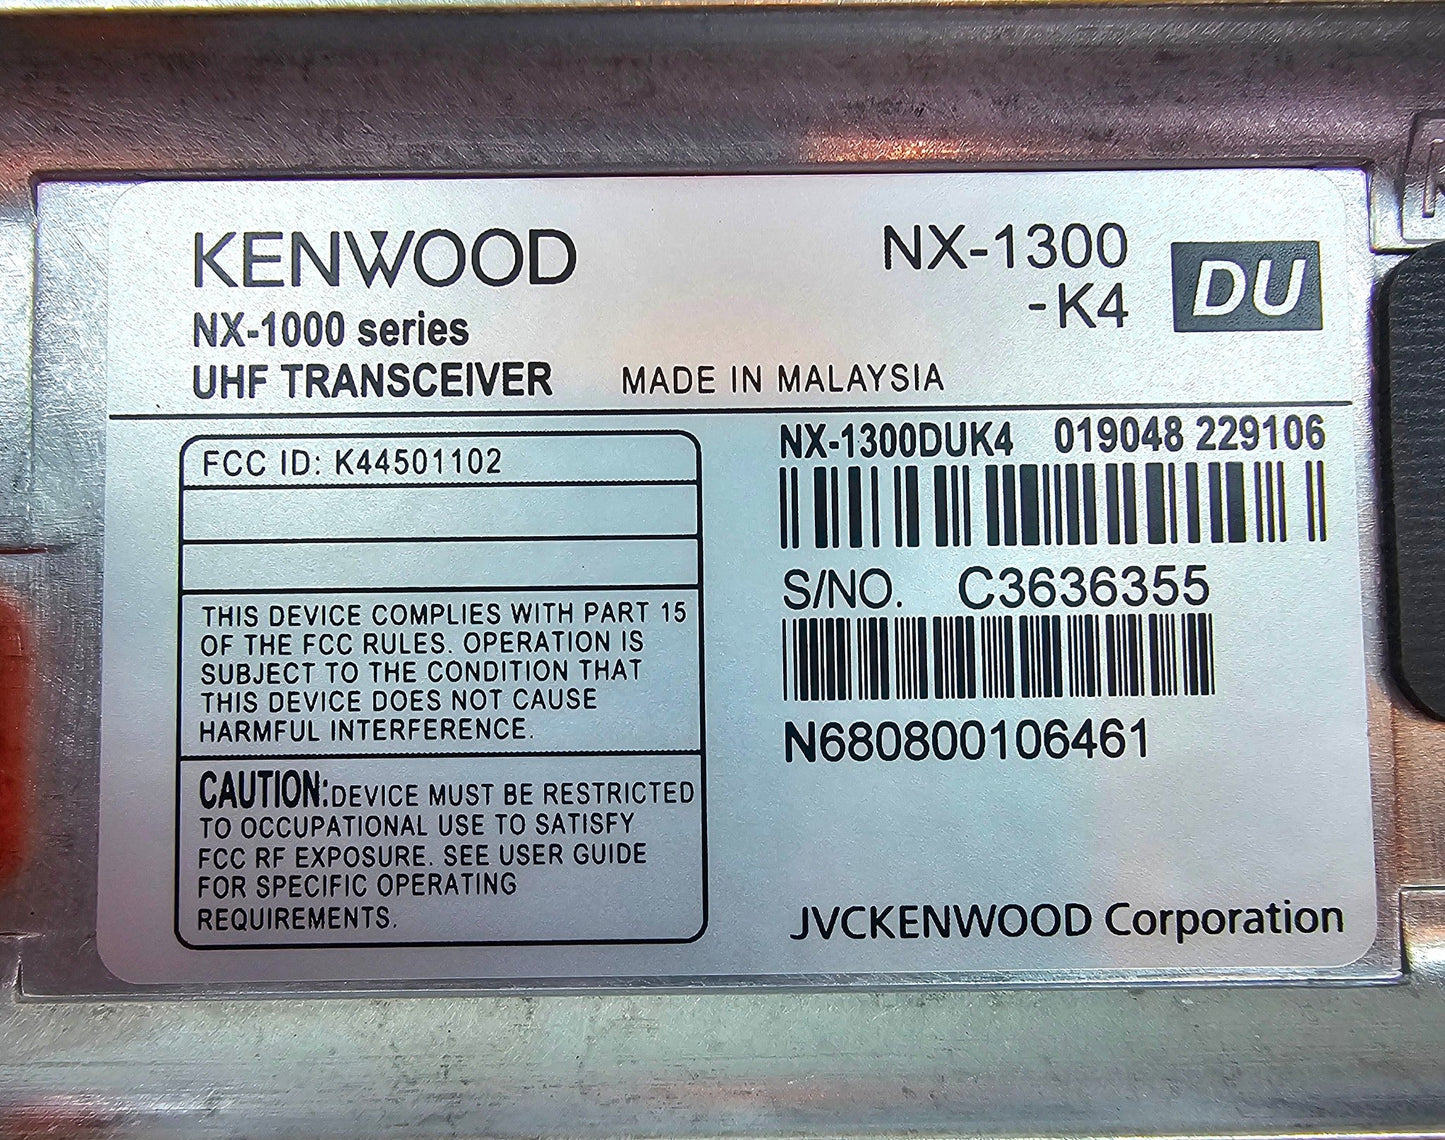 KENWOOD
NX-1000 series
UHF TRANSCEIVER
MADE IN MALAYSIA
NX-1300
-K4
DU
FCC ID: K44501102
THIS DEVICE COMPLIES WITH PART 15
OF THE FCC RULES. OPERATION IS
SUBJECT TO THE CONDITION THAT
THIS DEVICE DOES NOT CAUSE
HARMFUL INTERFERENCE.
CAUTION:DEVICE MUST BE RESTRICTED
TO OCCUPATIONAL USE TO SATISFY
FCC RF EXPOSURE. SEE USER GUIDE
FOR SPECIFIC OPERATING
REQUIREMENTS.
NX-1300DUK4 019048 229106
S/NO. C3636355
N680800106461
JVCKENWOOD Corporation